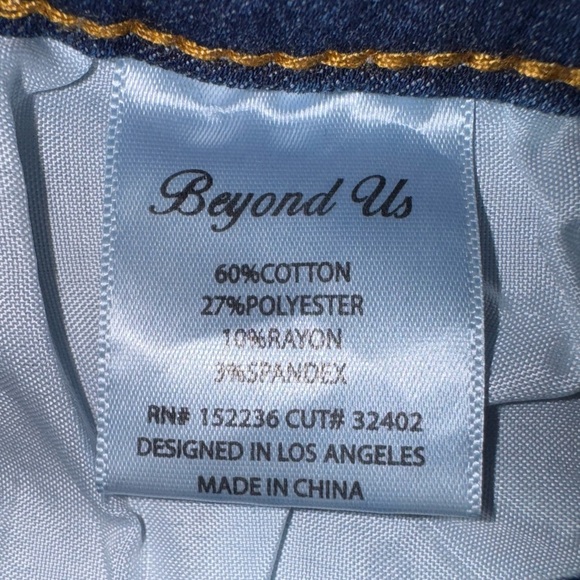 Beyond Us
60%COTTON
27%POLYESTER
10%RAYON
3%SPANDEX
RN# 152236 CUT# 32402
DESIGNED IN LOS ANGELES
MADE IN CHINA